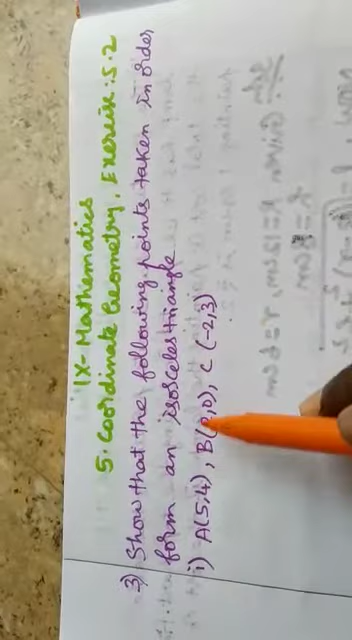 IX-Mathematics
5. Coordinate Geometry, Exercise: 5.2
3) Show that the following points taken in order
form an isosceles triangle
i) A(5,4), B(2,0), C(-2,3)